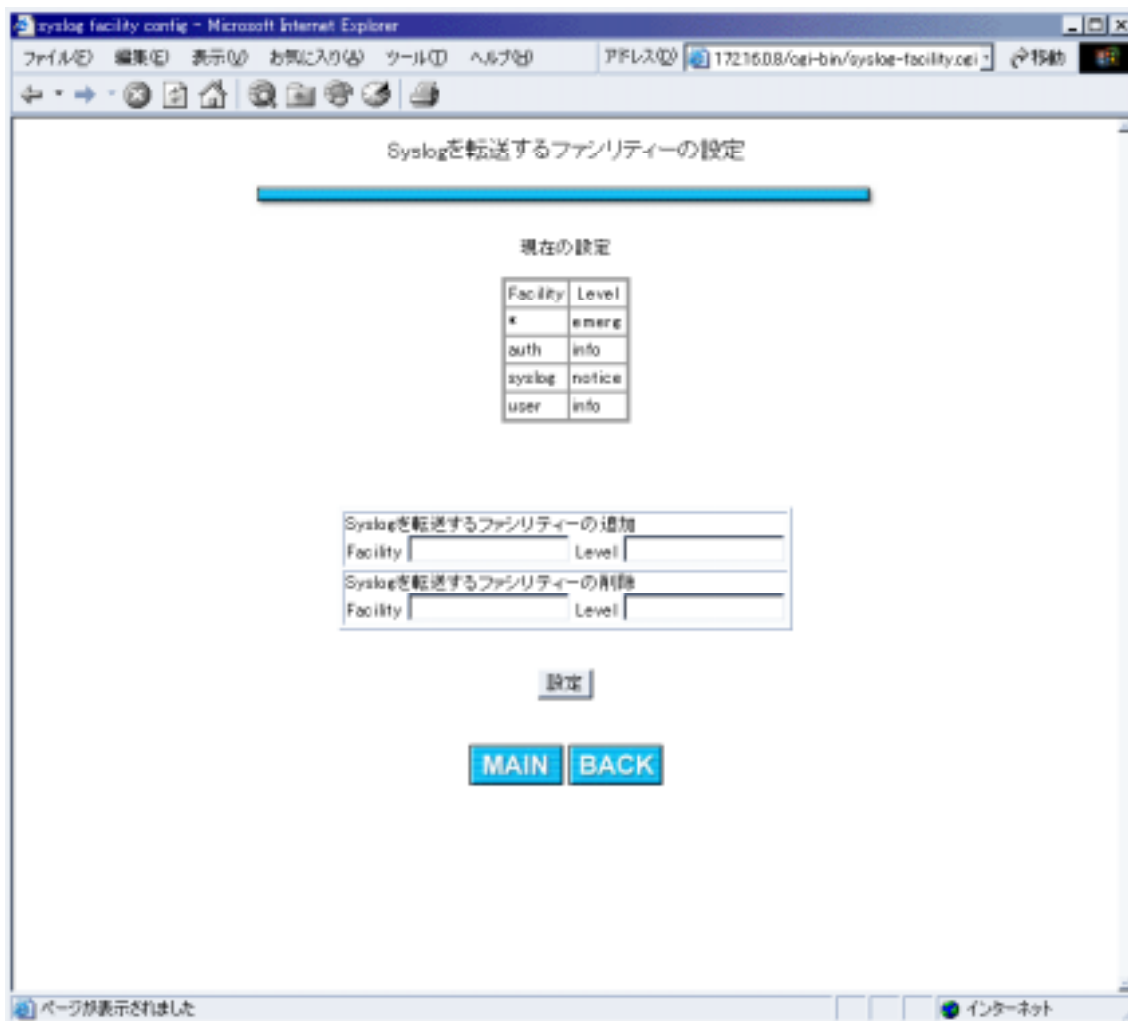 syslog facility config - Microsoft Internet Explorer
ファイル(F) 編集(E) 表示(V) お気に入り(A) ツール(T) ヘルプ(H) アドレス(D) 172.16.0.8/cgi-bin/syslog-facility.cgi 移動
Syslogを転送するファシリティーの設定
現在の設定
Facility Level
* emerg
auth info
syslog notice
user info
Syslogを転送するファシリティーの追加
Facility Level
Syslogを転送するファシリティーの削除
Facility Level
設定
MAIN BACK
ページが表示されました インターネット